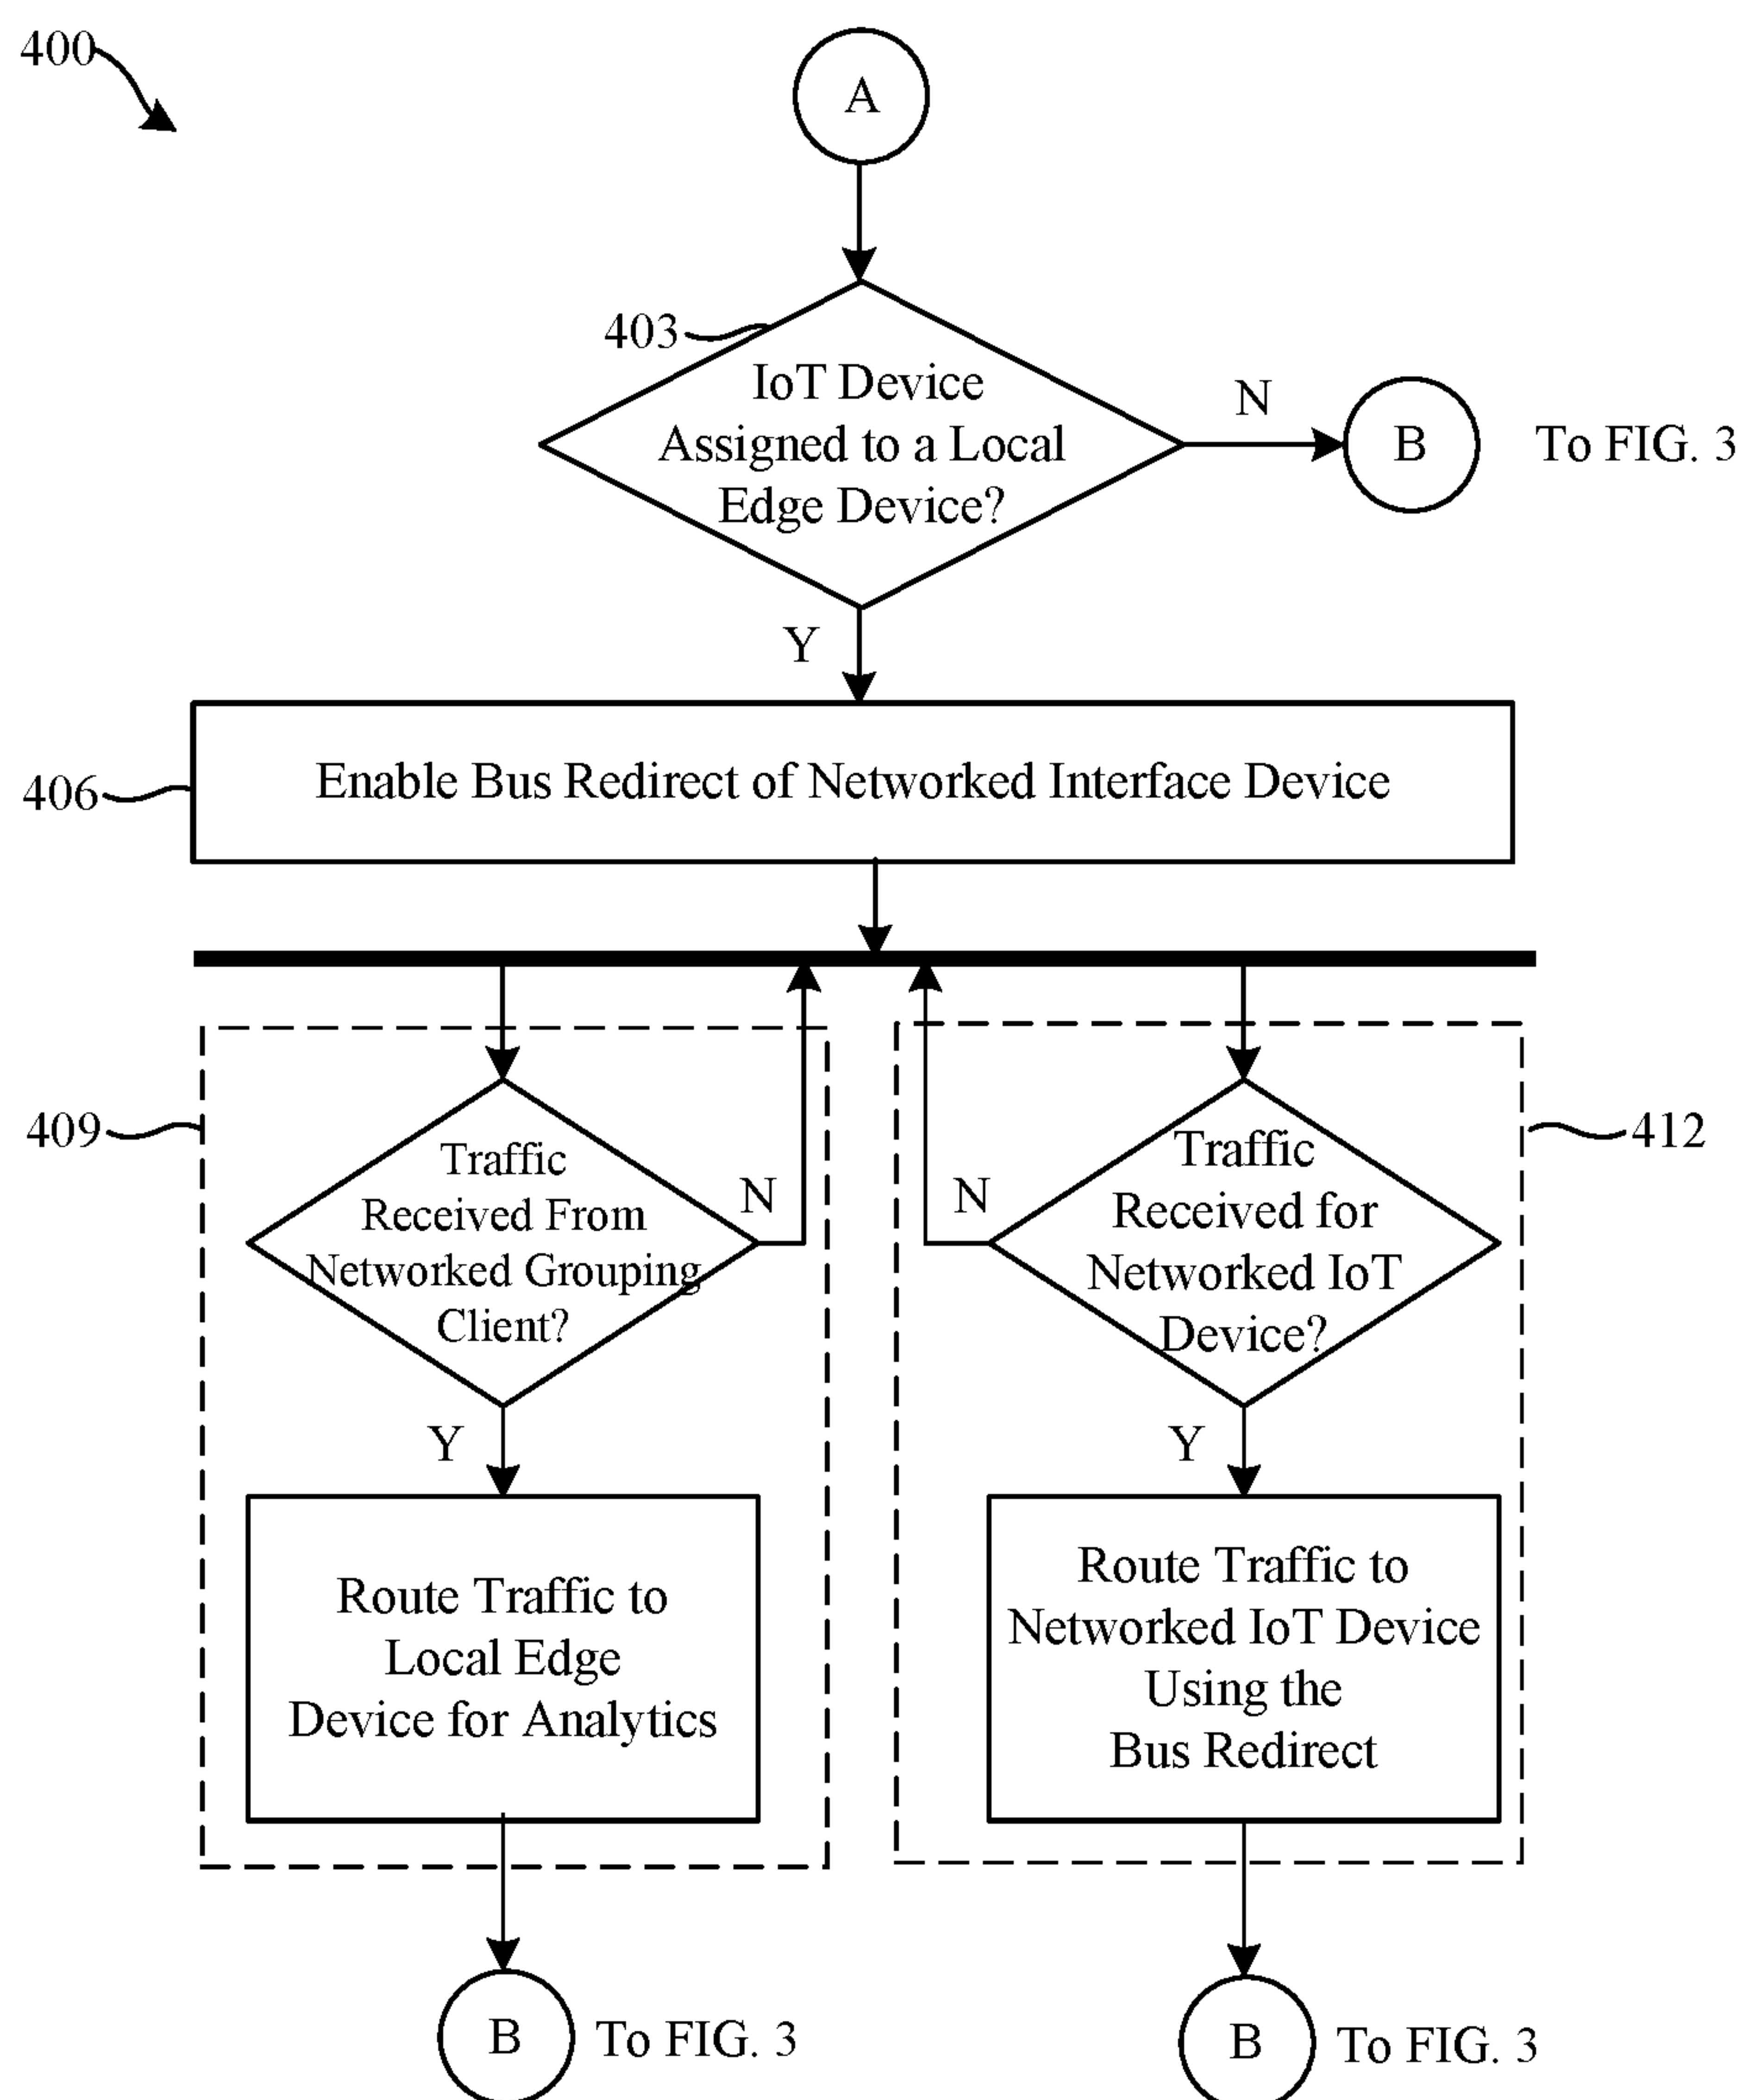 400
A
403
IoT Device
Assigned to a Local
Edge Device?
N
B
To FIG. 3
Y
406
Enable Bus Redirect of Networked Interface Device
409
Traffic
Received From
Networked Grouping
Client?
N
Y
Route Traffic to
Local Edge
Device for Analytics
B
To FIG. 3
412
Traffic
Received for
Networked IoT
Device?
N
Y
Route Traffic to
Networked IoT Device
Using the
Bus Redirect
B
To FIG. 3